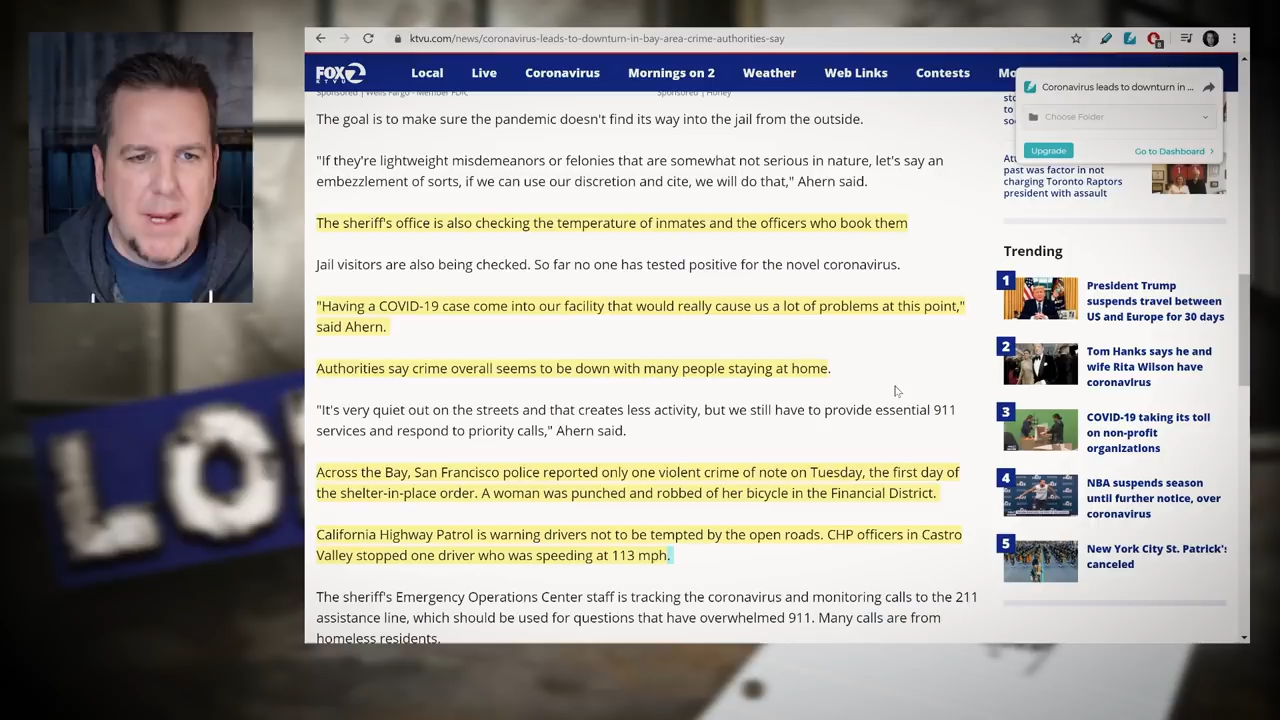 ktvu.com/news/coronavirus-leads-to-downturn-in-bay-area-crime-authorities-say
FOX 2
KTVU
Local Live Coronavirus Mornings on 2 Weather Web Links Contests Mo
Sponsored | Wells Fargo - Member FDIC Sponsored | Honey
The goal is to make sure the pandemic doesn't find its way into the jail from the outside.
"If they're lightweight misdemeanors or felonies that are somewhat not serious in nature, let's say an
embezzlement of sorts, if we can use our discretion and cite, we will do that," Ahern said.
The sheriff's office is also checking the temperature of inmates and the officers who book them
Jail visitors are also being checked. So far no one has tested positive for the novel coronavirus.
"Having a COVID-19 case come into our facility that would really cause us a lot of problems at this point,"
said Ahern.
Authorities say crime overall seems to be down with many people staying at home.
"It's very quiet out on the streets and that creates less activity, but we still have to provide essential 911
services and respond to priority calls," Ahern said.
Across the Bay, San Francisco police reported only one violent crime of note on Tuesday, the first day of
the shelter-in-place order. A woman was punched and robbed of her bicycle in the Financial District.
California Highway Patrol is warning drivers not to be tempted by the open roads. CHP officers in Castro
Valley stopped one driver who was speeding at 113 mph.
The sheriff's Emergency Operations Center staff is tracking the coronavirus and monitoring calls to the 211
assistance line, which should be used for questions that have overwhelmed 911. Many calls are from
homeless residents.
Coronavirus leads to downturn in ...
Choose Folder
Upgrade Go to Dashboard >
past was factor in not
charging Toronto Raptors
president with assault
Trending
1
President Trump
suspends travel between
US and Europe for 30 days
2
Tom Hanks says he and
wife Rita Wilson have
coronavirus
3
COVID-19 taking its toll
on non-profit
organizations
4
NBA suspends season
until further notice, over
coronavirus
5
New York City St. Patrick's
canceled
LO